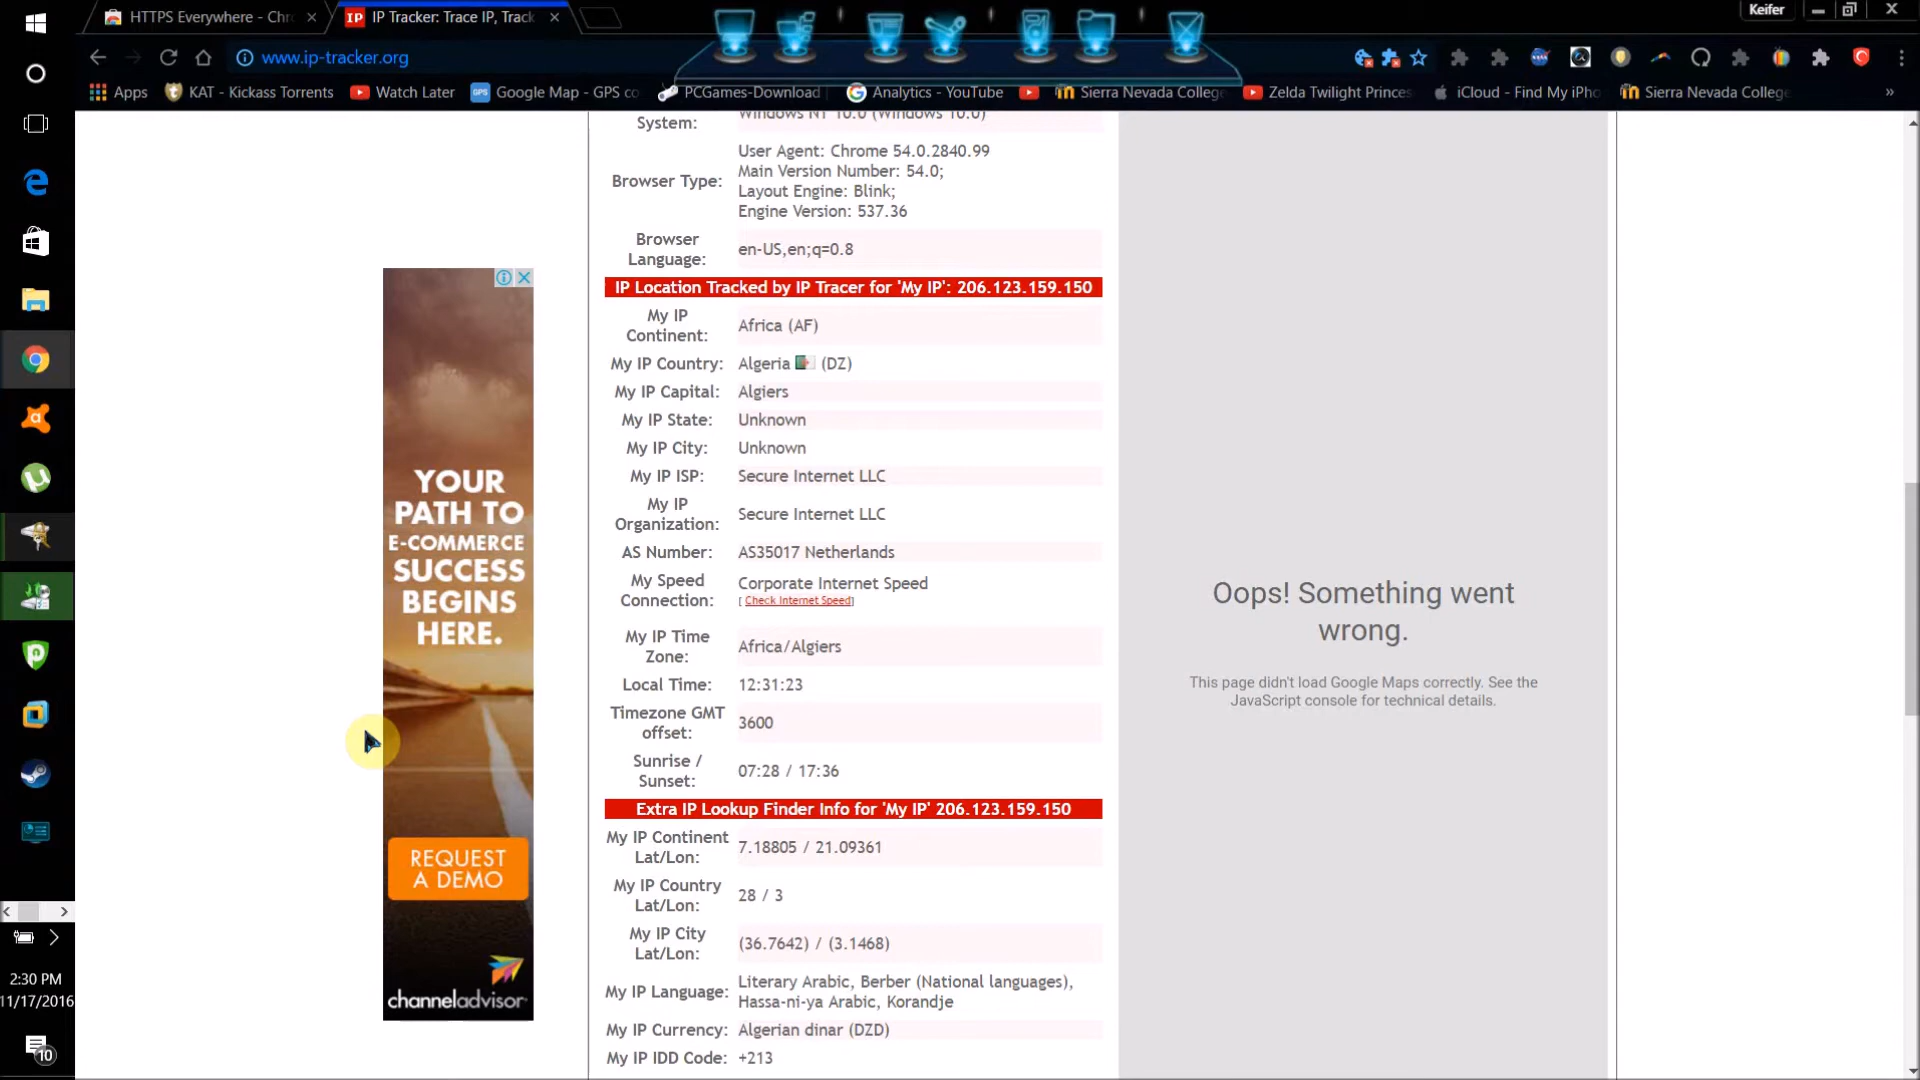 HTTPS Everywhere - Chr
IP Tracker: Trace IP, Track
Keifer
www.ip-tracker.org
Apps
KAT - Kickass Torrents
Watch Later
Google Map - GPS co
PCGames-Download
Analytics - YouTube
Sierra Nevada College
Zelda Twilight Princes
iCloud - Find My iPho
Sierra Nevada College
»
System:
Windows NT 10.0 (Windows 10.0)
Browser Type:
User Agent: Chrome 54.0.2840.99
Main Version Number: 54.0;
Layout Engine: Blink;
Engine Version: 537.36
Browser
Language:
en-US,en;q=0.8
IP Location Tracked by IP Tracer for 'My IP': 206.123.159.150
My IP
Continent:
Africa (AF)
My IP Country:
Algeria (DZ)
My IP Capital:
Algiers
My IP State:
Unknown
My IP City:
Unknown
My IP ISP:
Secure Internet LLC
My IP
Organization:
Secure Internet LLC
AS Number:
AS35017 Netherlands
My Speed
Connection:
Corporate Internet Speed
[ Check Internet Speed]
My IP Time
Zone:
Africa/Algiers
Local Time:
12:31:23
Timezone GMT
offset:
3600
Sunrise /
Sunset:
07:28 / 17:36
Extra IP Lookup Finder Info for 'My IP' 206.123.159.150
My IP Continent
Lat/Lon:
7.18805 / 21.09361
My IP Country
Lat/Lon:
28 / 3
My IP City
Lat/Lon:
(36.7642) / (3.1468)
My IP Language:
Literary Arabic, Berber (National languages),
Hassa-ni-ya Arabic, Korandje
My IP Currency:
Algerian dinar (DZD)
My IP IDD Code:
+213
YOUR
PATH TO
E-COMMERCE
SUCCESS
BEGINS
HERE.
REQUEST
A DEMO
channeladvisor
Oops! Something went
wrong.
This page didn't load Google Maps correctly. See the
JavaScript console for technical details.
2:30 PM
11/17/2016
10